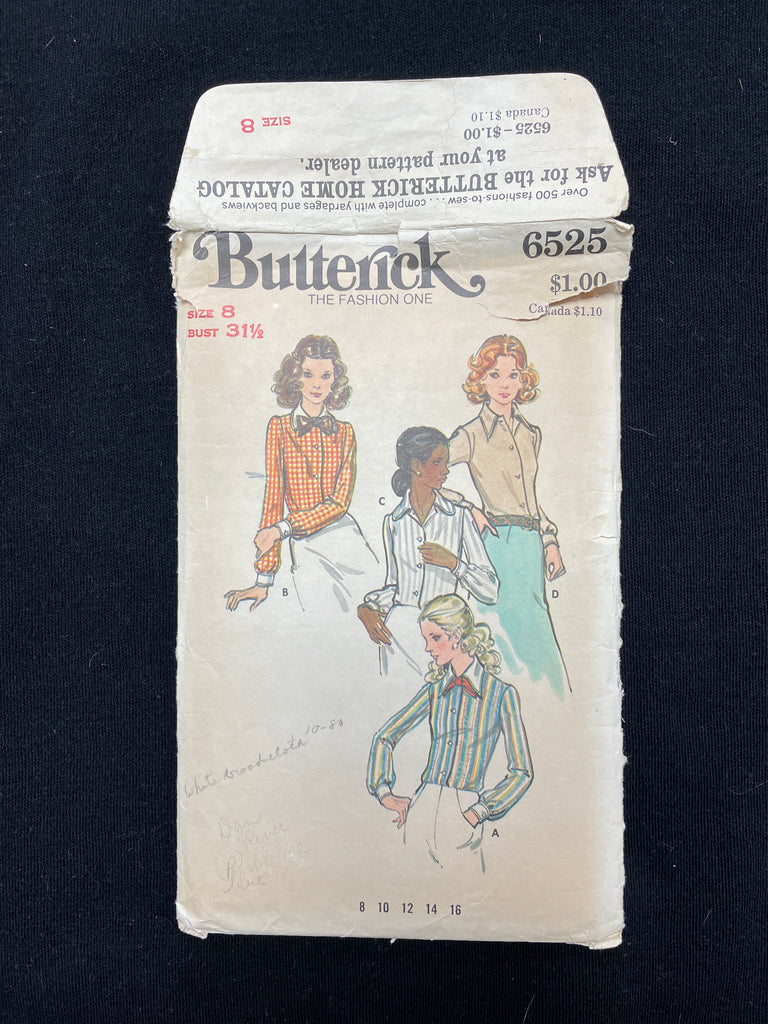 Over 500 fashions-to-sew . . . complete with yardages and backviews
Ask for the BUTTERICK HOME CATALOG
at your pattern dealer.
6525–$1.00
Canada $1.10
SIZE 8
Butterick
THE FASHION ONE
6525
$1.00
Canada $1.10
SIZE 8
BUST 31½
B
C
D
A
White broadcloth
Dan
River
8 10 12 14 16